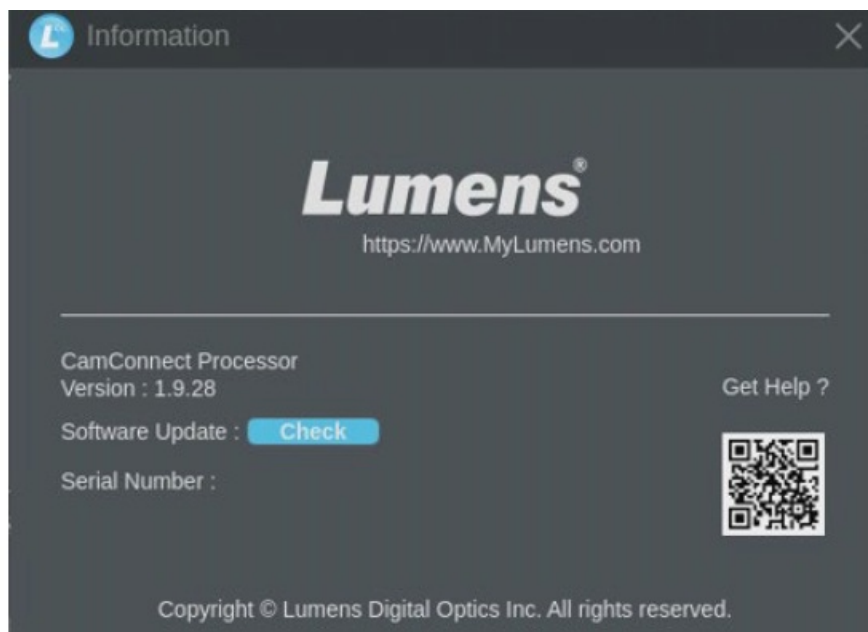 Information
Lumens®
https://www.MyLumens.com
CamConnect Processor
Version : 1.9.28
Get Help ?
Software Update : Check
Serial Number :
Copyright © Lumens Digital Optics Inc. All rights reserved.